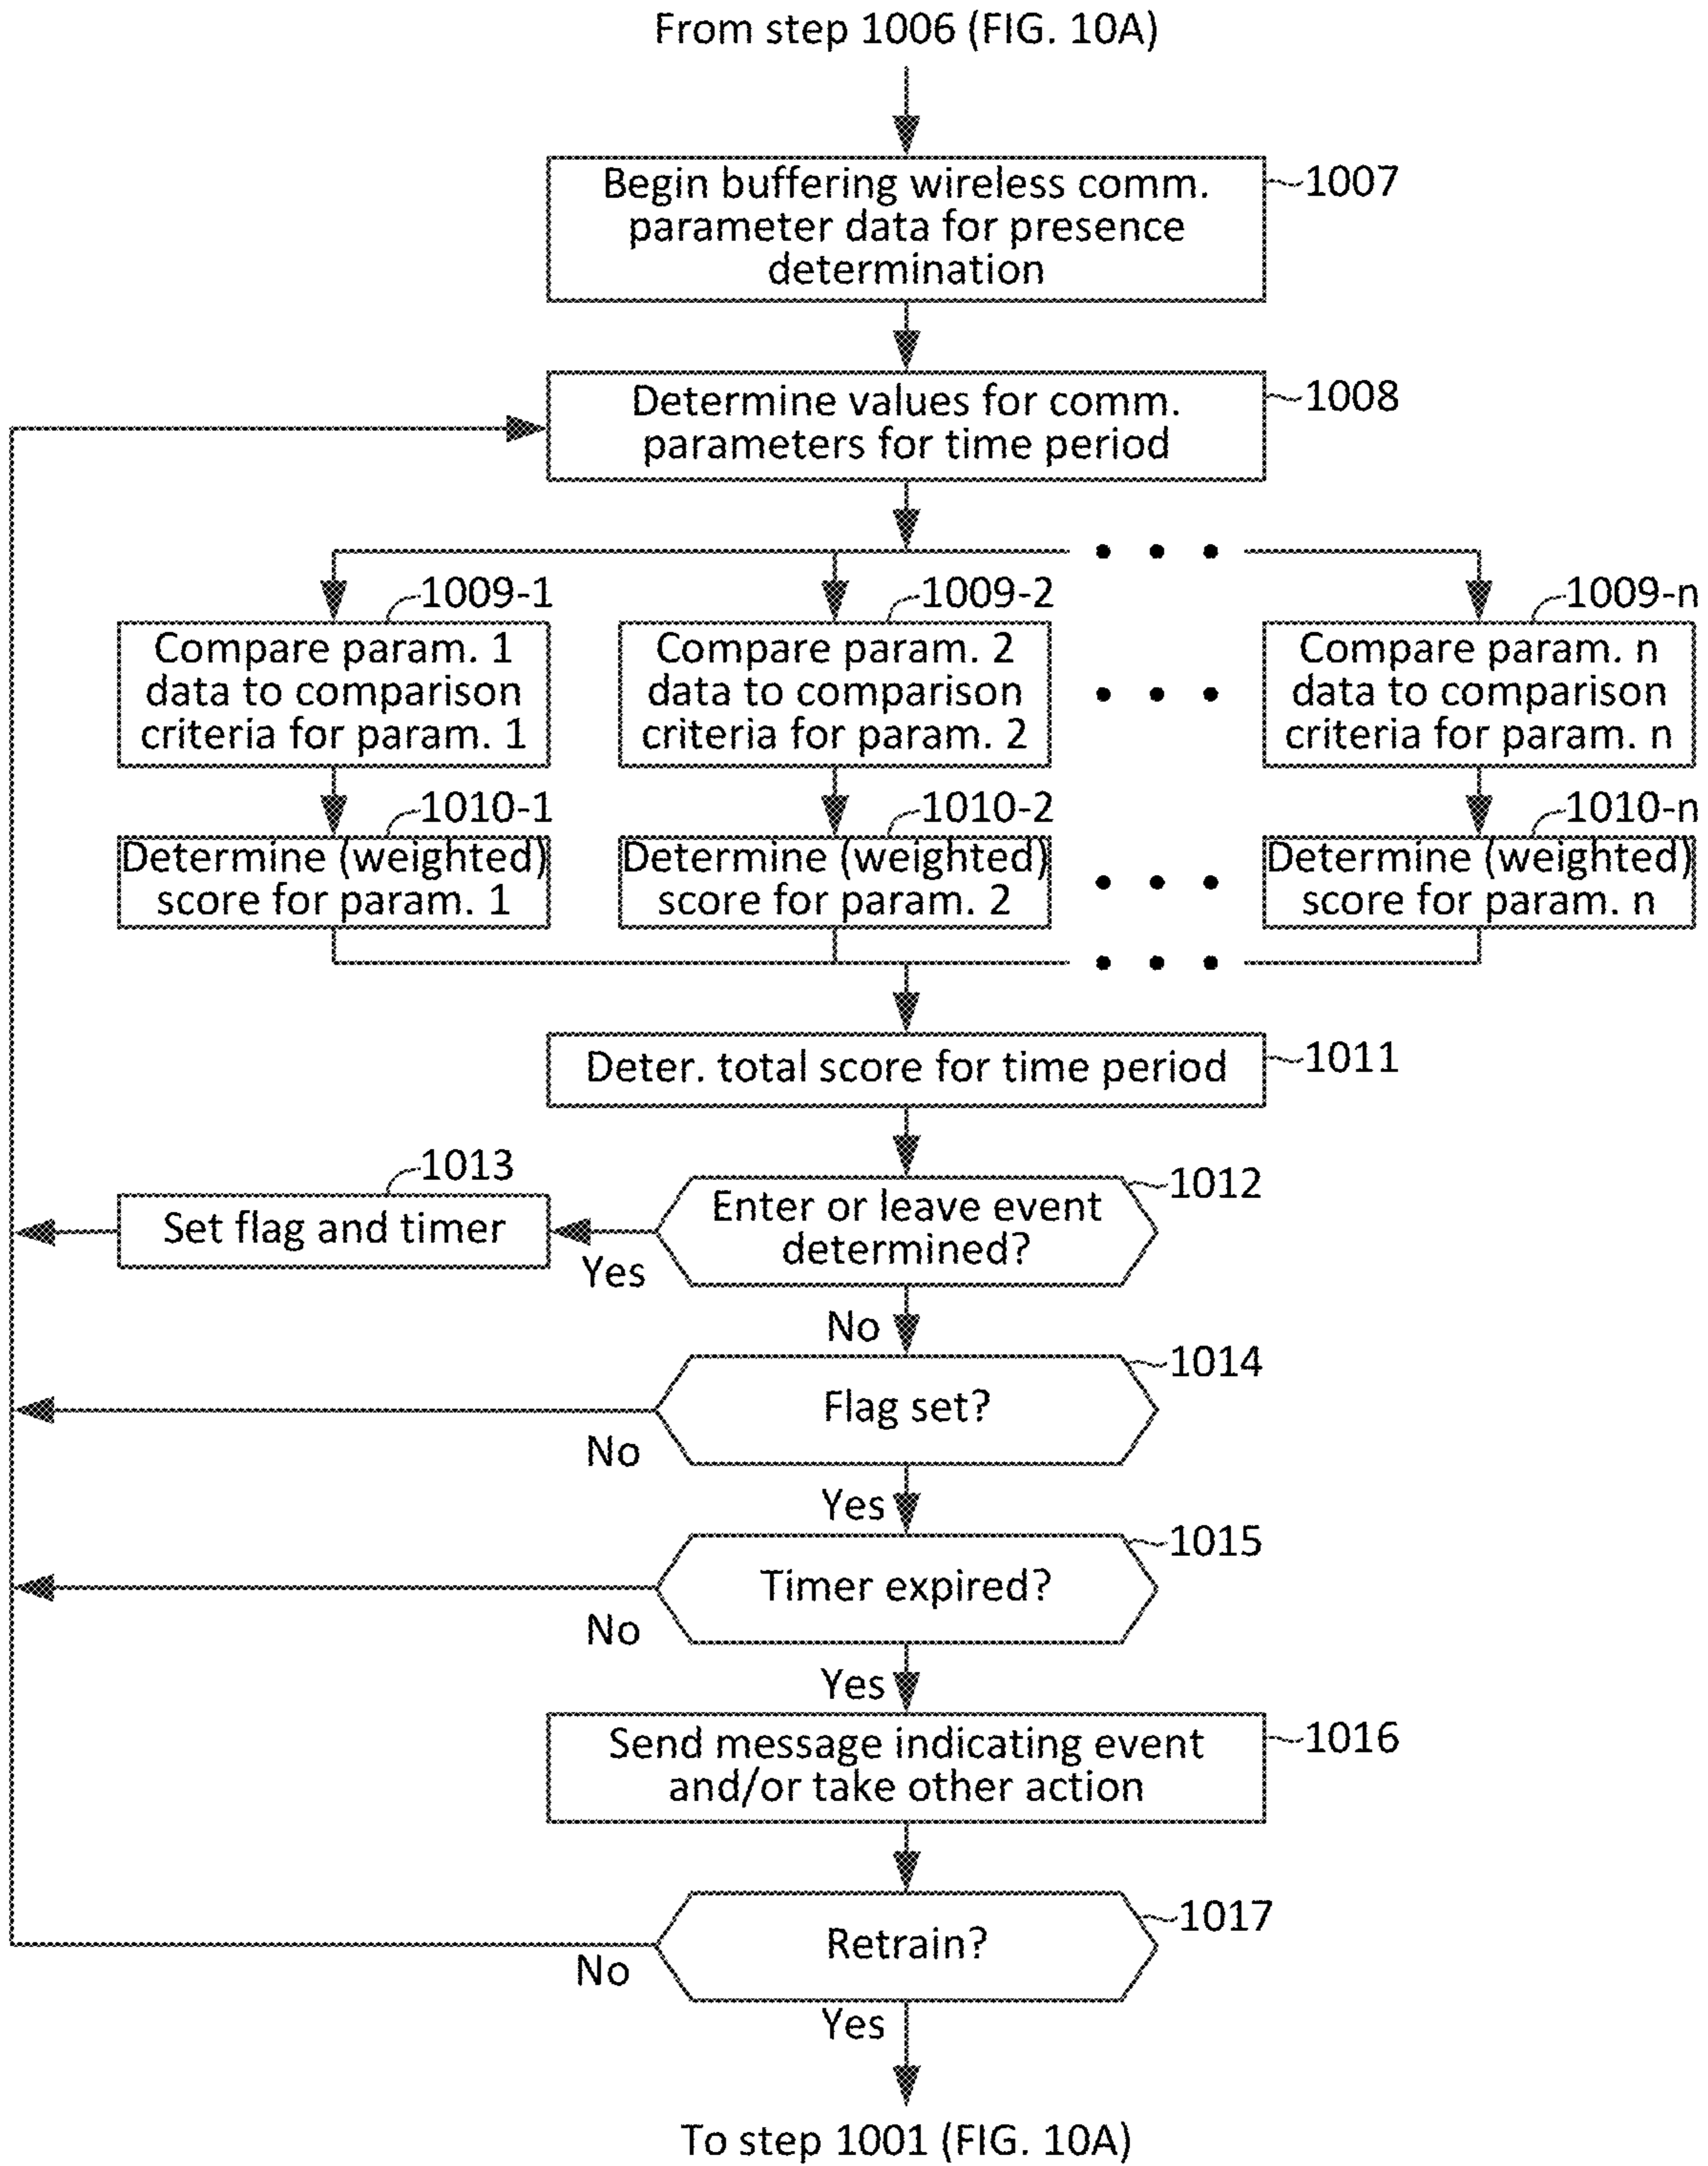 From step 1006 (FIG. 10A)
Begin buffering wireless comm.
parameter data for presence
determination
1007
Determine values for comm.
parameters for time period
1008
1009-1
Compare param. 1
data to comparison
criteria for param. 1
1009-2
Compare param. 2
data to comparison
criteria for param. 2
1009-n
Compare param. n
data to comparison
criteria for param. n
1010-1
Determine (weighted)
score for param. 1
1010-2
Determine (weighted)
score for param. 2
1010-n
Determine (weighted)
score for param. n
Deter. total score for time period
1011
1012
Enter or leave event
determined?
1013
Set flag and timer
Yes
No
1014
Flag set?
No
Yes
1015
Timer expired?
No
Yes
Send message indicating event
and/or take other action
1016
1017
Retrain?
No
Yes
To step 1001 (FIG. 10A)